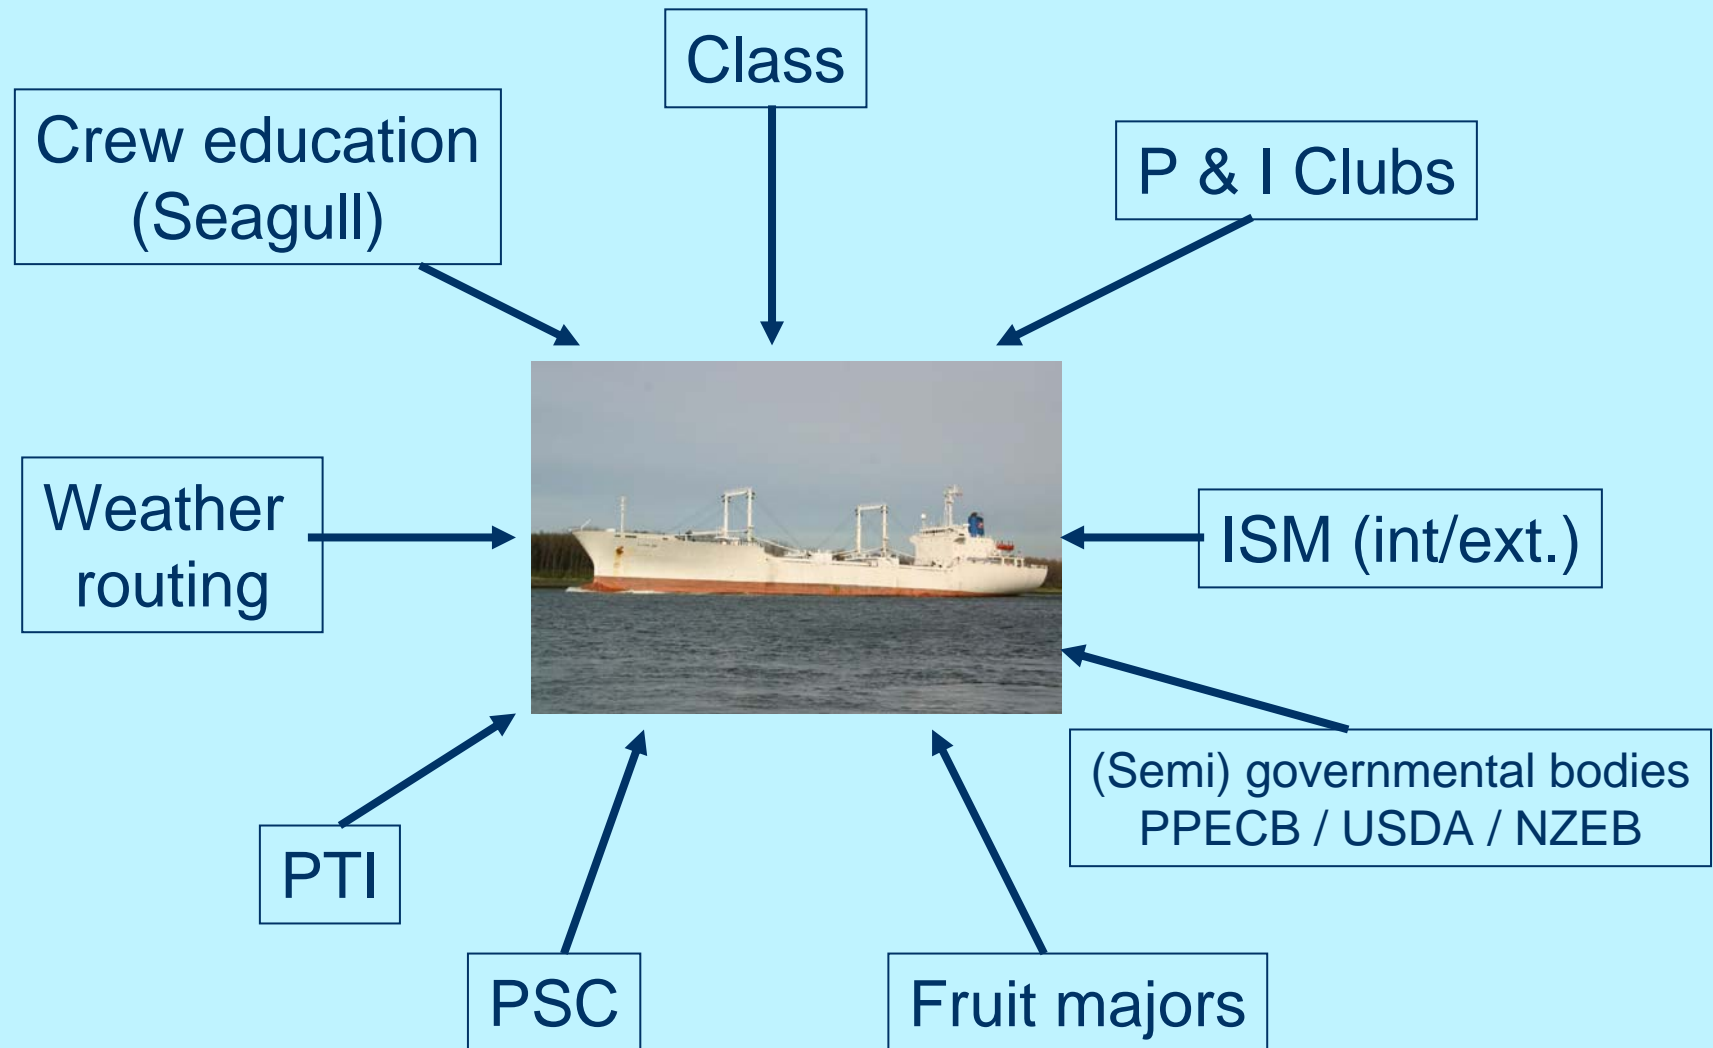 Class
Crew education
(Seagull)
P & I Clubs
Weather
routing
ISM (int/ext.)
(Semi) governmental bodies
PPECB / USDA / NZEB
PTI
PSC
Fruit majors